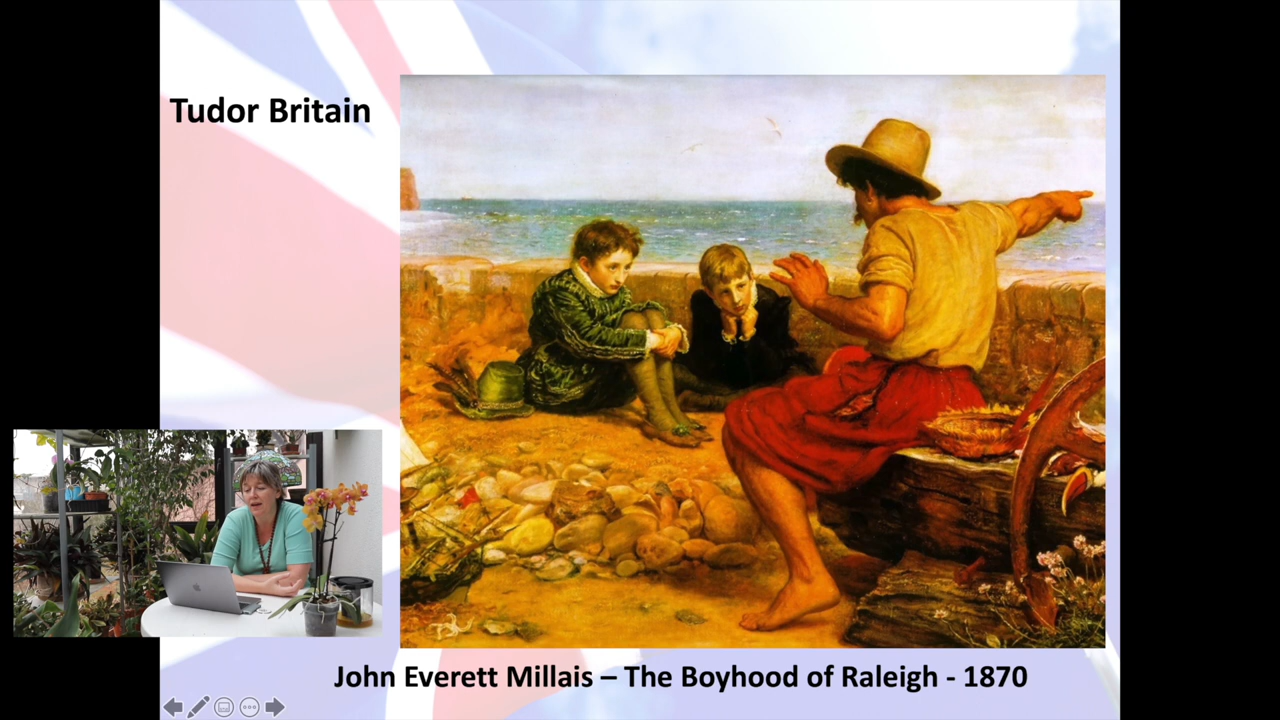 Tudor Britain
John Everett Millais – The Boyhood of Raleigh - 1870